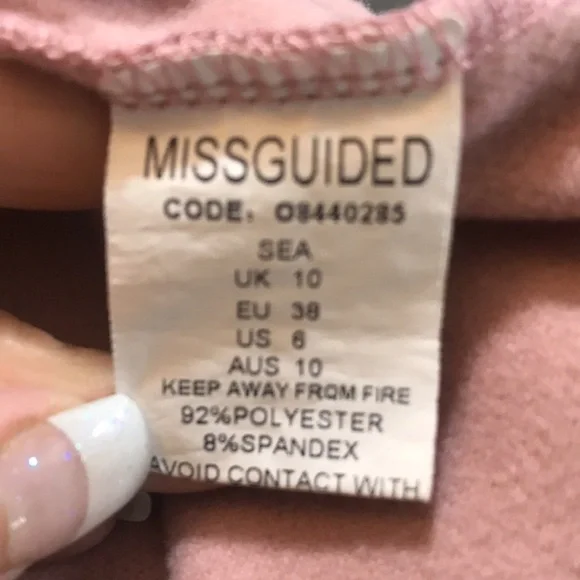 MISSGUIDED
CODE: O8440285
SEA
UK 10
EU 38
US 6
AUS 10
KEEP AWAY FROM FIRE
92%POLYESTER
8%SPANDEX
AVOID CONTACT WITH